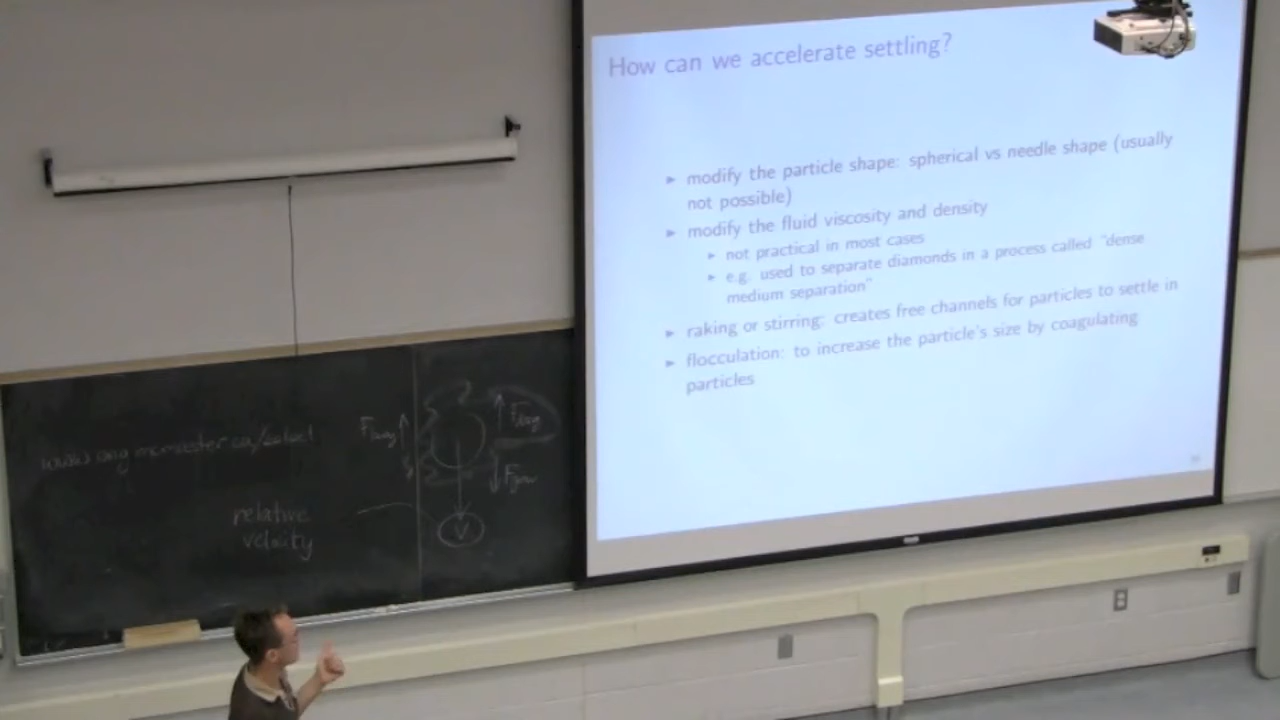 How can we accelerate settling?
▸ modify the particle shape: spherical vs needle shape (usually
not possible)
▸ modify the fluid viscosity and density
▸ not practical in most cases
▸ e.g. used to separate diamonds in a process called "dense
medium separation"
▸ raking or stirring: creates free channels for particles to settle in
▸ flocculation: to increase the particle's size by coagulating
particles
F buoy
F drag
F grav
relative
velocity
V